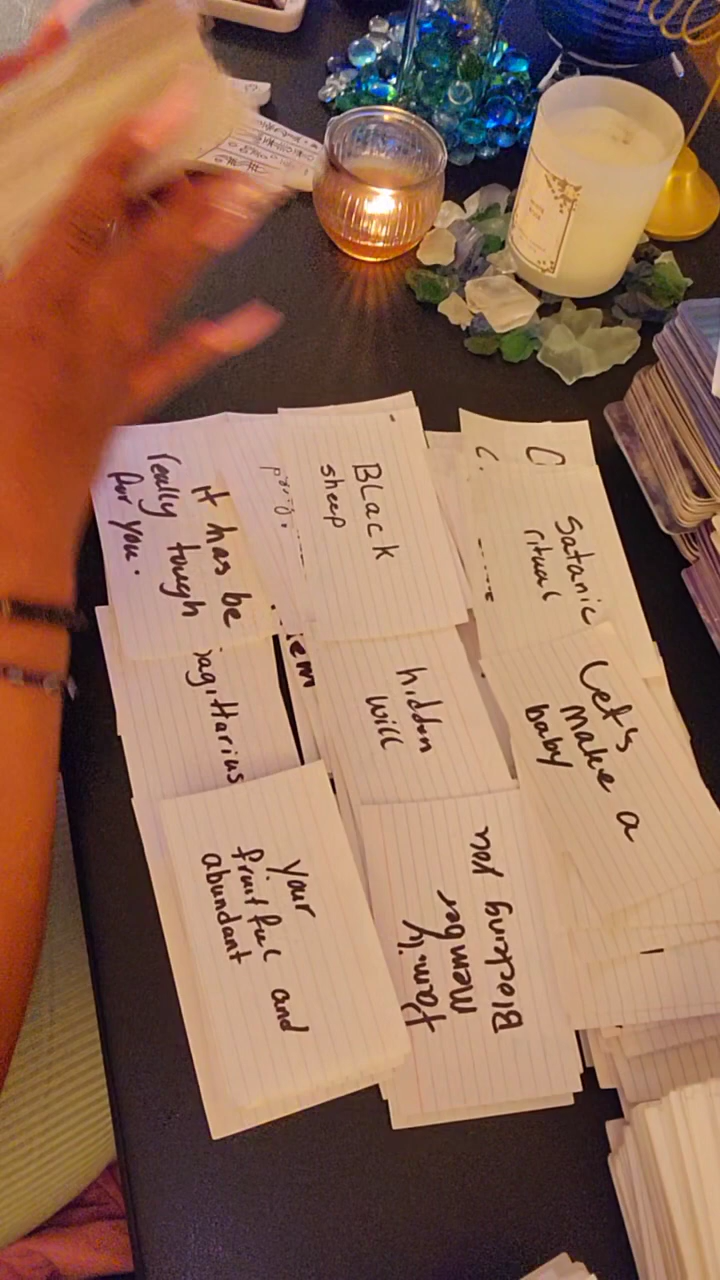 It has be
really tough
for you.
Black
sheep
Satanic
ritual
Sagittarius
hidden
will
Let's
make a
baby
your
fruitful and
abundant
Family
Member
Blocking you